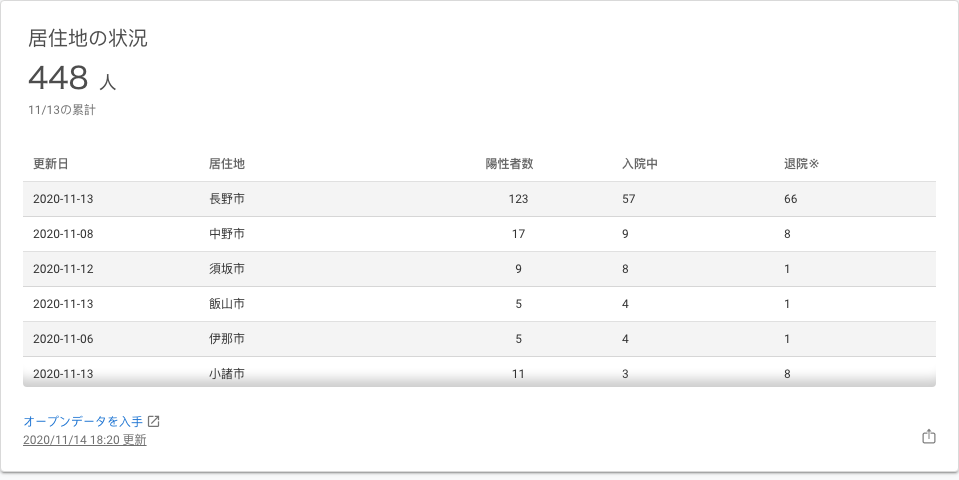 居住地の状況
448 人
11/13の累計
更新日 居住地 陽性者数 入院中 退院※
2020-11-13 長野市 123 57 66
2020-11-08 中野市 17 9 8
2020-11-12 須坂市 9 8 1
2020-11-13 飯山市 5 4 1
2020-11-06 伊那市 5 4 1
2020-11-13 小諸市 11 3 8
オープンデータを入手
2020/11/14 18:20 更新